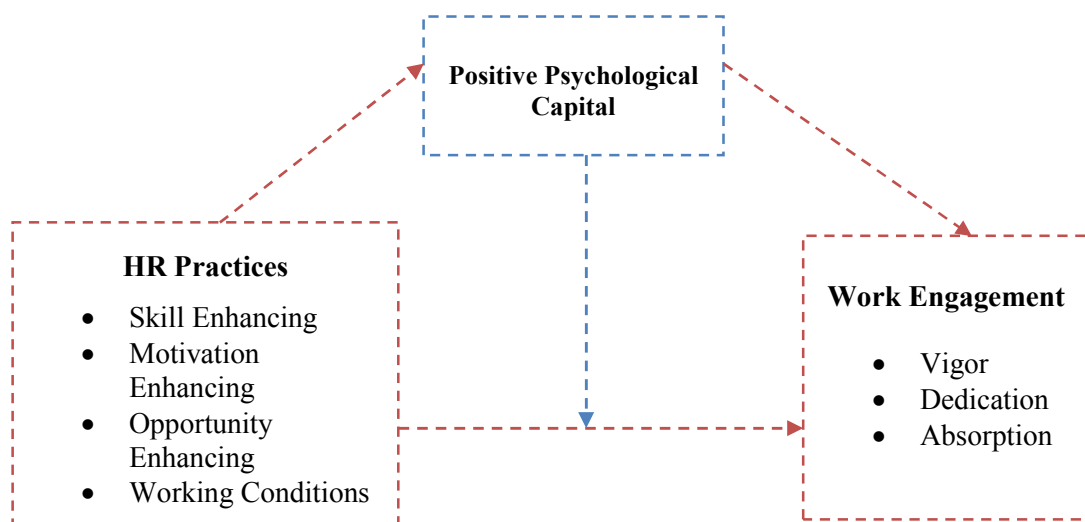 Positive Psychological
Capital
HR Practices
• Skill Enhancing
• Motivation
Enhancing
• Opportunity
Enhancing
• Working Conditions
Work Engagement
• Vigor
• Dedication
• Absorption